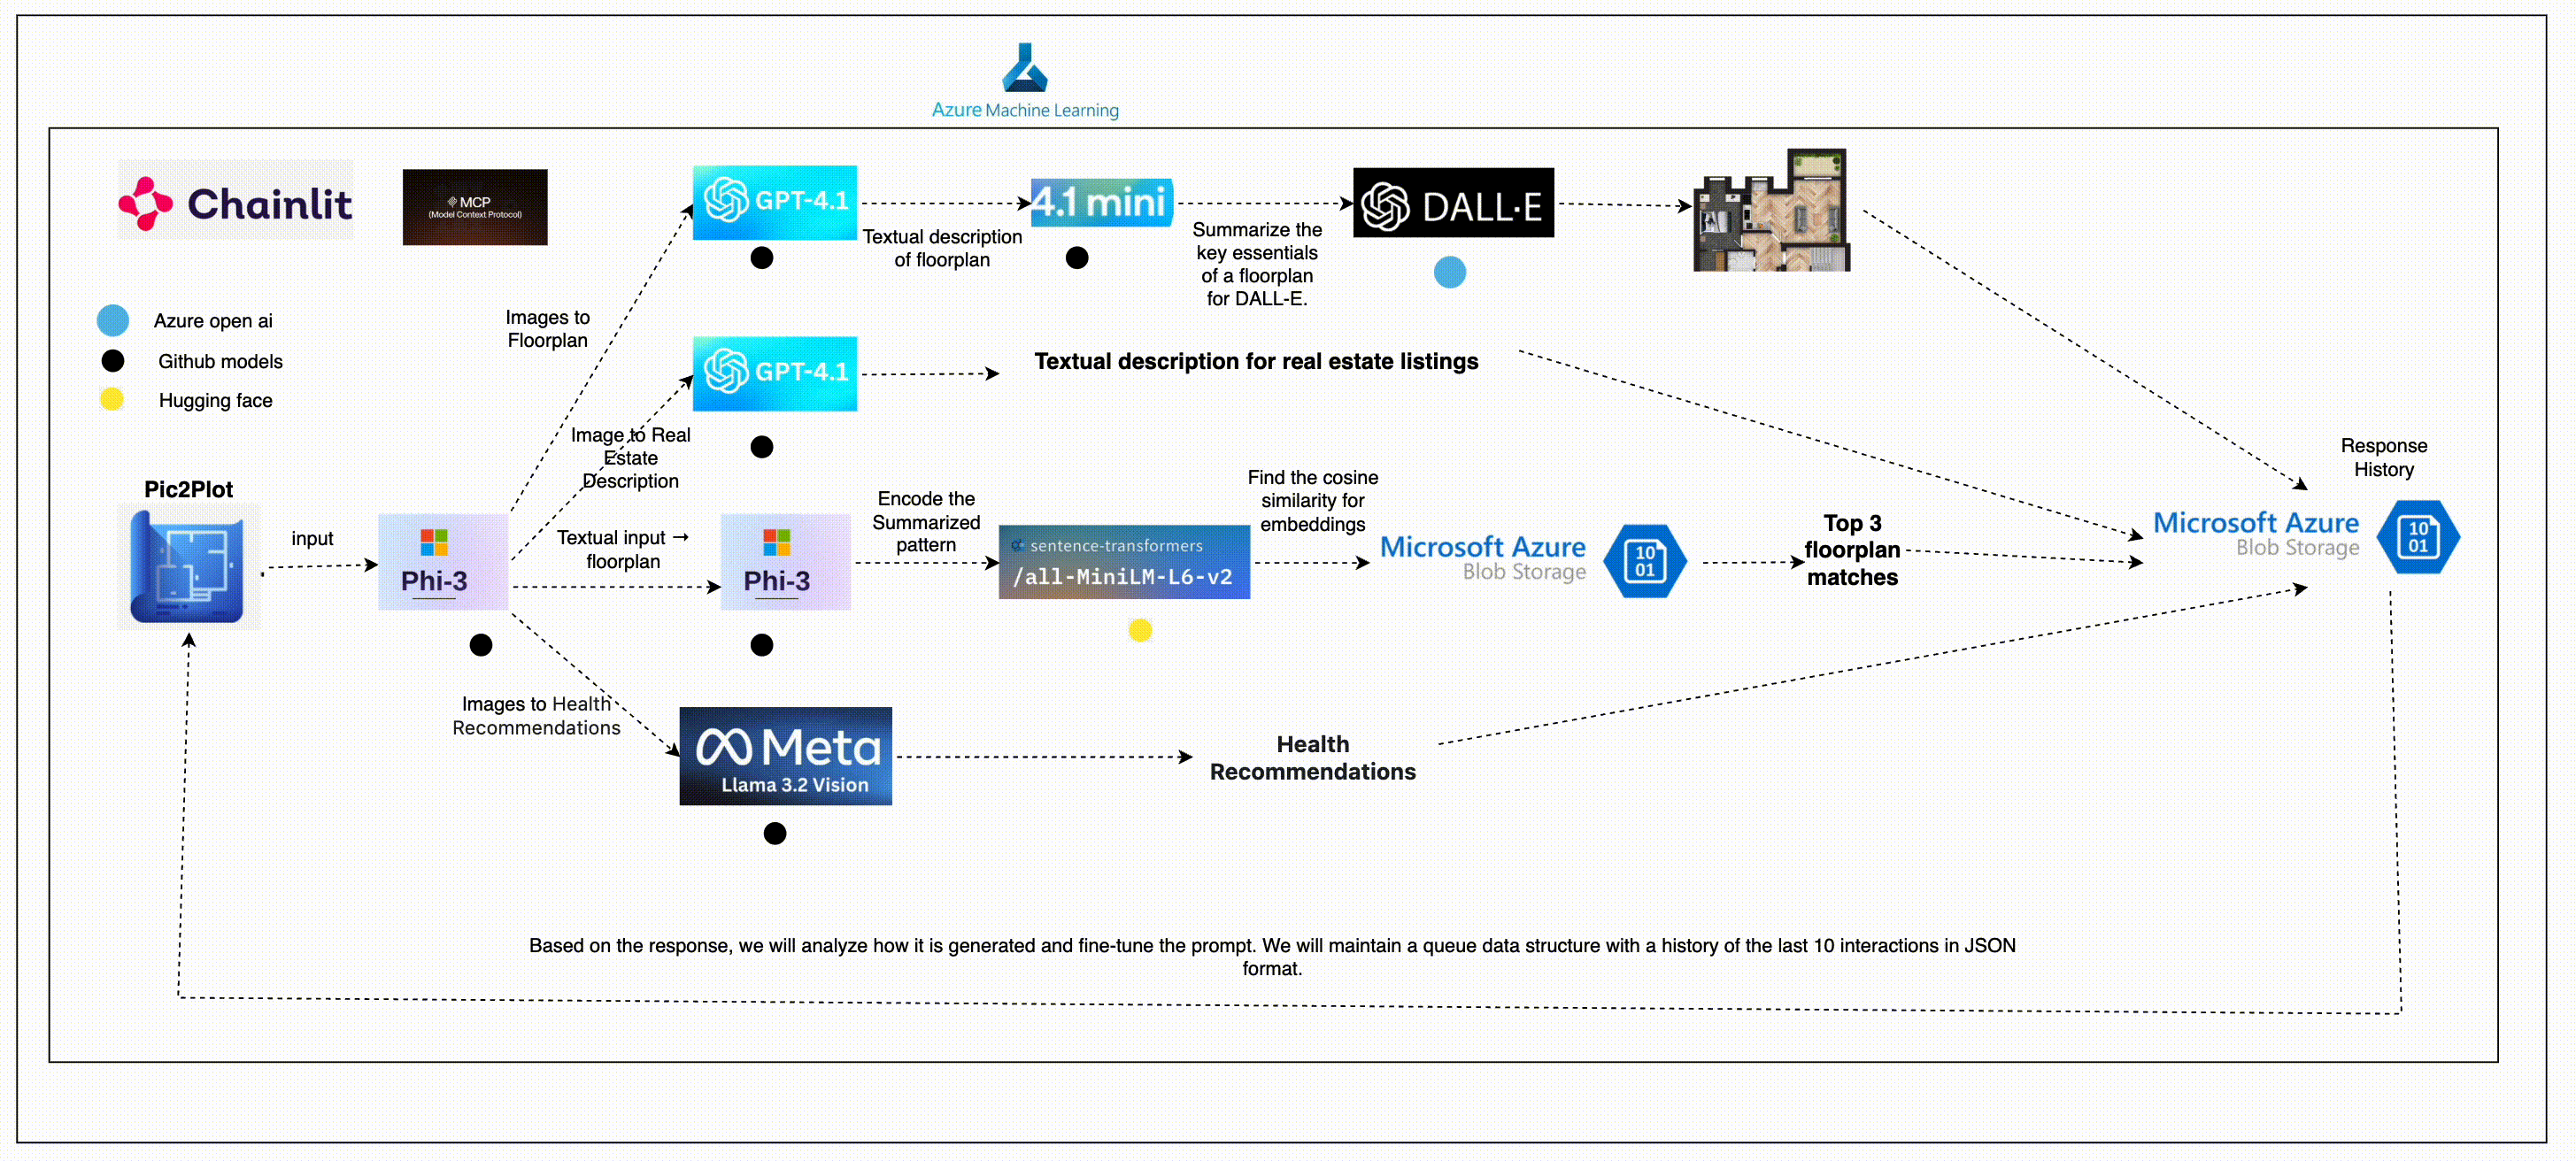 Azure Machine Learning
Chainlit
MCP
(Model Context Protocol)
GPT-4.1
Textual description
of floorplan
4.1 mini
Summarize the
key essentials
of a floorplan
for DALL-E.
DALL·E
Azure open ai
Github models
Hugging face
Images to
Floorplan
GPT-4.1
Textual description for real estate listings
Image to Real
Estate
Description
Pic2Plot
input
Phi-3
Textual input →
floorplan
Phi-3
Encode the
Summarized
pattern
sentence-transformers
/all-MiniLM-L6-v2
Find the cosine
similarity for
embeddings
Microsoft Azure
Blob Storage
10
01
Top 3
floorplan
matches
Response
History
Microsoft Azure
Blob Storage
10
01
Images to Health
Recommendations
Meta
Llama 3.2 Vision
Health
Recommendations
Based on the response, we will analyze how it is generated and fine-tune the prompt. We will maintain a queue data structure with a history of the last 10 interactions in JSON
format.